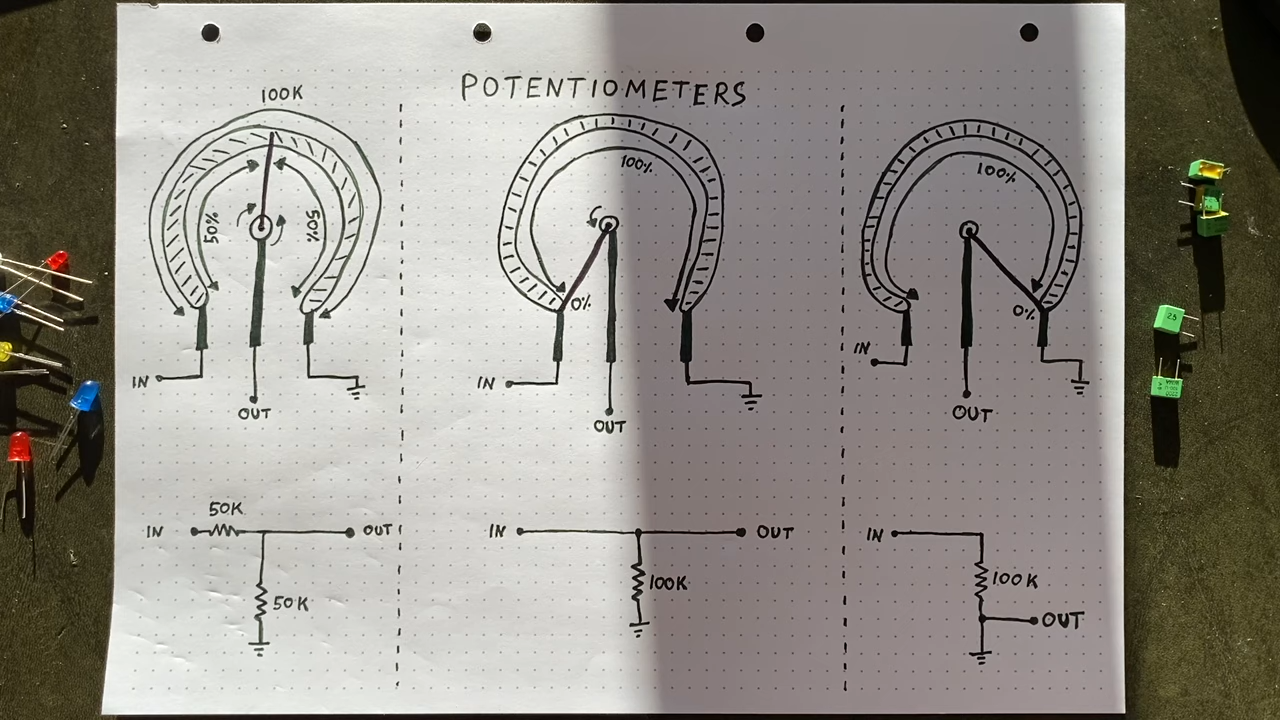 POTENTIOMETERS
100K
50%
50%
IN
OUT
50K
IN
OUT
50K
100%
0%
IN
OUT
IN
OUT
100K
100%
0%
IN
OUT
IN
100K
OUT